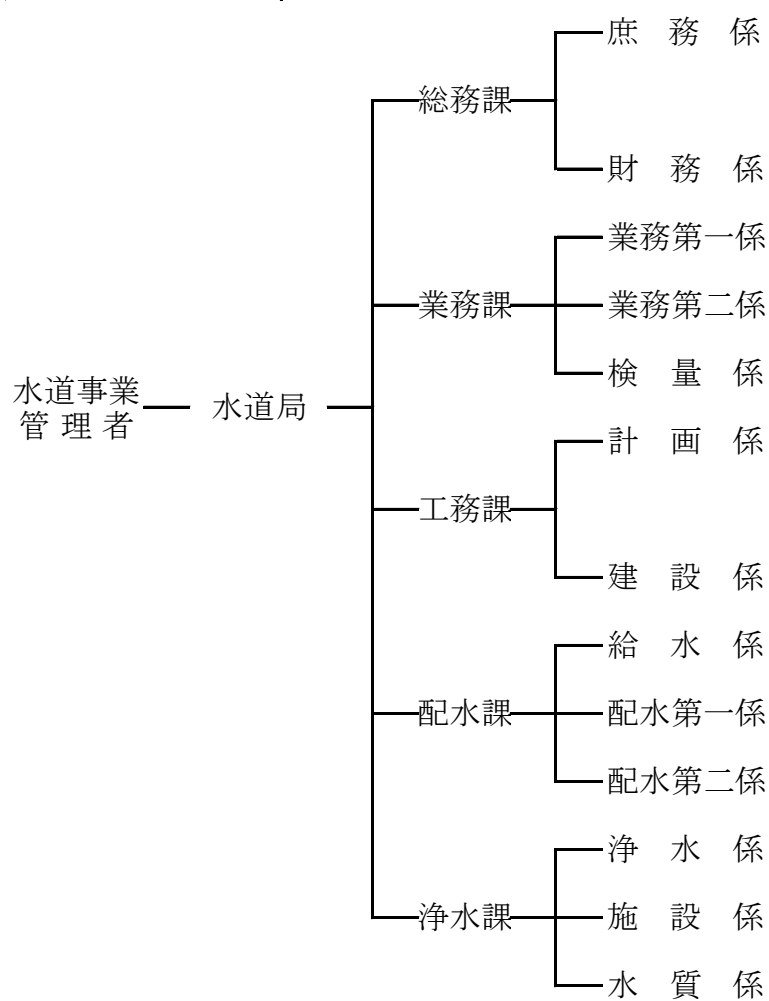 水道事業
管理者
水道局
総務課
庶務係
財務係
業務課
業務第一係
業務第二係
検量係
工務課
計画係
建設係
配水課
給水係
配水第一係
配水第二係
浄水課
浄水係
施設係
水質係